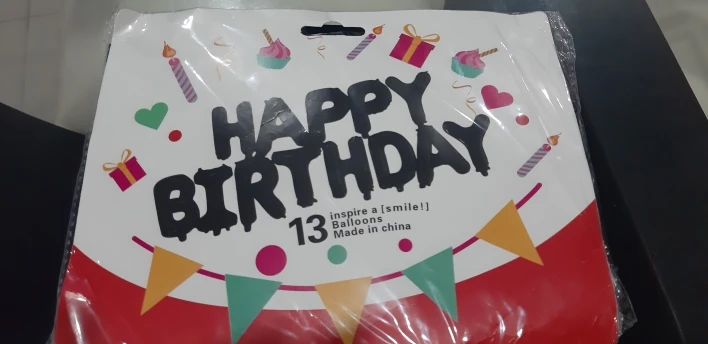 HAPPY
BIRTHDAY
13 inspire a [smile!]
Balloons
Made in china